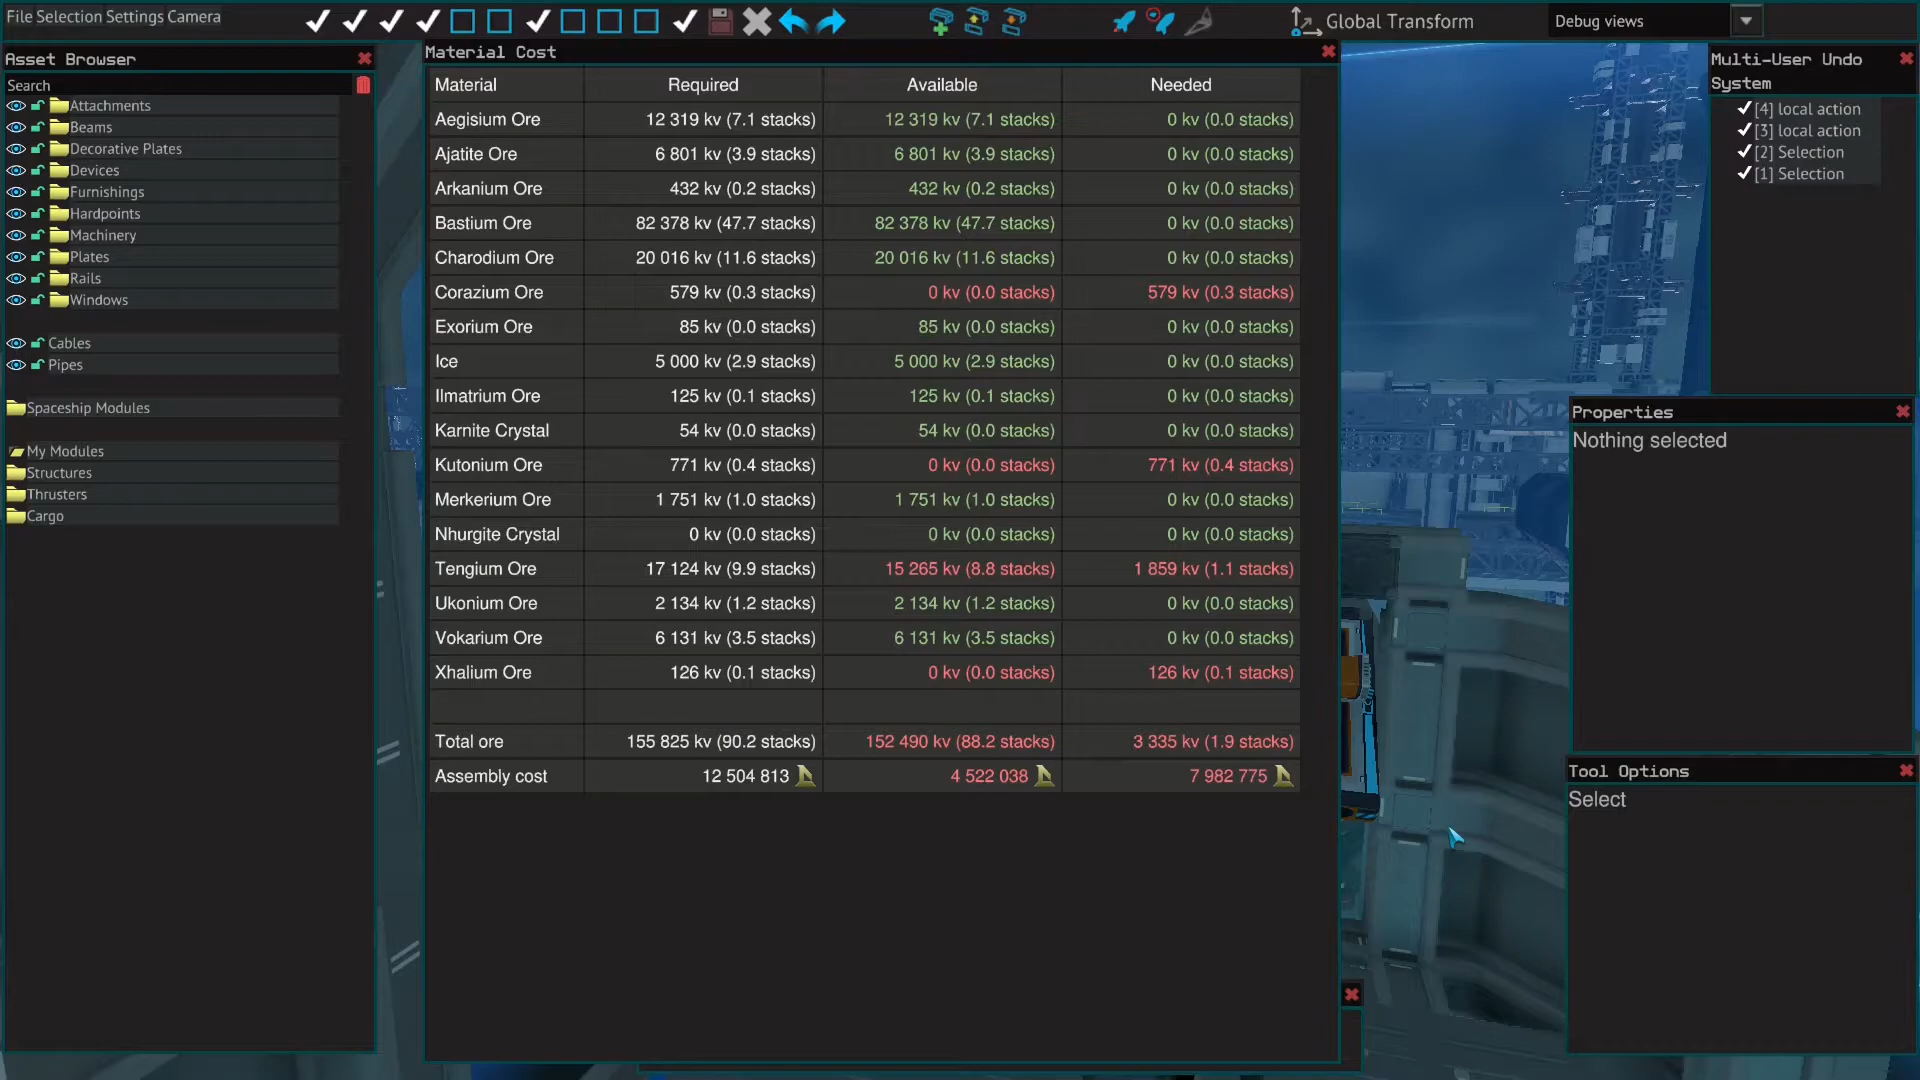 File Selection Settings Camera
Global Transform
Debug views
Asset Browser
Search
Attachments
Beams
Decorative Plates
Devices
Furnishings
Hardpoints
Machinery
Plates
Rails
Windows
Cables
Pipes
Spaceship Modules
My Modules
Structures
Thrusters
Cargo
Material Cost
Material Required Available Needed
Aegisium Ore 12 319 kv (7.1 stacks) 12 319 kv (7.1 stacks) 0 kv (0.0 stacks)
Ajatite Ore 6 801 kv (3.9 stacks) 6 801 kv (3.9 stacks) 0 kv (0.0 stacks)
Arkanium Ore 432 kv (0.2 stacks) 432 kv (0.2 stacks) 0 kv (0.0 stacks)
Bastium Ore 82 378 kv (47.7 stacks) 82 378 kv (47.7 stacks) 0 kv (0.0 stacks)
Charodium Ore 20 016 kv (11.6 stacks) 20 016 kv (11.6 stacks) 0 kv (0.0 stacks)
Corazium Ore 579 kv (0.3 stacks) 0 kv (0.0 stacks) 579 kv (0.3 stacks)
Exorium Ore 85 kv (0.0 stacks) 85 kv (0.0 stacks) 0 kv (0.0 stacks)
Ice 5 000 kv (2.9 stacks) 5 000 kv (2.9 stacks) 0 kv (0.0 stacks)
Ilmatrium Ore 125 kv (0.1 stacks) 125 kv (0.1 stacks) 0 kv (0.0 stacks)
Karnite Crystal 54 kv (0.0 stacks) 54 kv (0.0 stacks) 0 kv (0.0 stacks)
Kutonium Ore 771 kv (0.4 stacks) 0 kv (0.0 stacks) 771 kv (0.4 stacks)
Merkerium Ore 1 751 kv (1.0 stacks) 1 751 kv (1.0 stacks) 0 kv (0.0 stacks)
Nhurgite Crystal 0 kv (0.0 stacks) 0 kv (0.0 stacks) 0 kv (0.0 stacks)
Tengium Ore 17 124 kv (9.9 stacks) 15 265 kv (8.8 stacks) 1 859 kv (1.1 stacks)
Ukonium Ore 2 134 kv (1.2 stacks) 2 134 kv (1.2 stacks) 0 kv (0.0 stacks)
Vokarium Ore 6 131 kv (3.5 stacks) 6 131 kv (3.5 stacks) 0 kv (0.0 stacks)
Xhalium Ore 126 kv (0.1 stacks) 0 kv (0.0 stacks) 126 kv (0.1 stacks)
Total ore 155 825 kv (90.2 stacks) 152 490 kv (88.2 stacks) 3 335 kv (1.9 stacks)
Assembly cost 12 504 813 4 522 038 7 982 775
Multi-User Undo
System
[4] local action
[3] local action
[2] Selection
[1] Selection
Properties
Nothing selected
Tool Options
Select